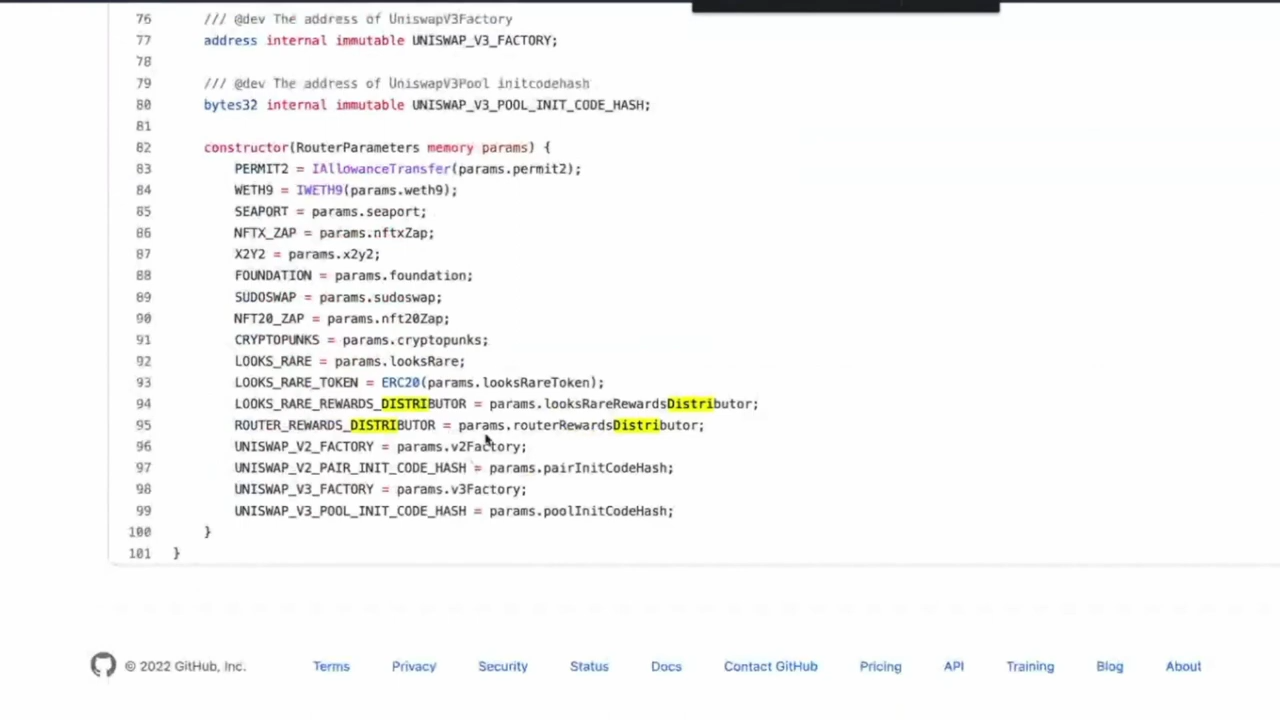 76 /// @dev The address of UniswapV3Factory
77 address internal immutable UNISWAP_V3_FACTORY;
78
79 /// @dev The address of UniswapV3Pool initcodehash
80 bytes32 internal immutable UNISWAP_V3_POOL_INIT_CODE_HASH;
81
82 constructor(RouterParameters memory params) {
83 PERMIT2 = IAllowanceTransfer(params.permit2);
84 WETH9 = IWETH9(params.weth9);
85 SEAPORT = params.seaport;
86 NFTX_ZAP = params.nftxZap;
87 X2Y2 = params.x2y2;
88 FOUNDATION = params.foundation;
89 SUDOSWAP = params.sudoswap;
90 NFT20_ZAP = params.nft20Zap;
91 CRYPTOPUNKS = params.cryptopunks;
92 LOOKS_RARE = params.looksRare;
93 LOOKS_RARE_TOKEN = ERC20(params.looksRareToken);
94 LOOKS_RARE_REWARDS_DISTRIBUTOR = params.looksRareRewardsDistributor;
95 ROUTER_REWARDS_DISTRIBUTOR = params.routerRewardsDistributor;
96 UNISWAP_V2_FACTORY = params.v2Factory;
97 UNISWAP_V2_PAIR_INIT_CODE_HASH = params.pairInitCodeHash;
98 UNISWAP_V3_FACTORY = params.v3Factory;
99 UNISWAP_V3_POOL_INIT_CODE_HASH = params.poolInitCodeHash;
100 }
101 }
© 2022 GitHub, Inc. Terms Privacy Security Status Docs Contact GitHub Pricing API Training Blog About